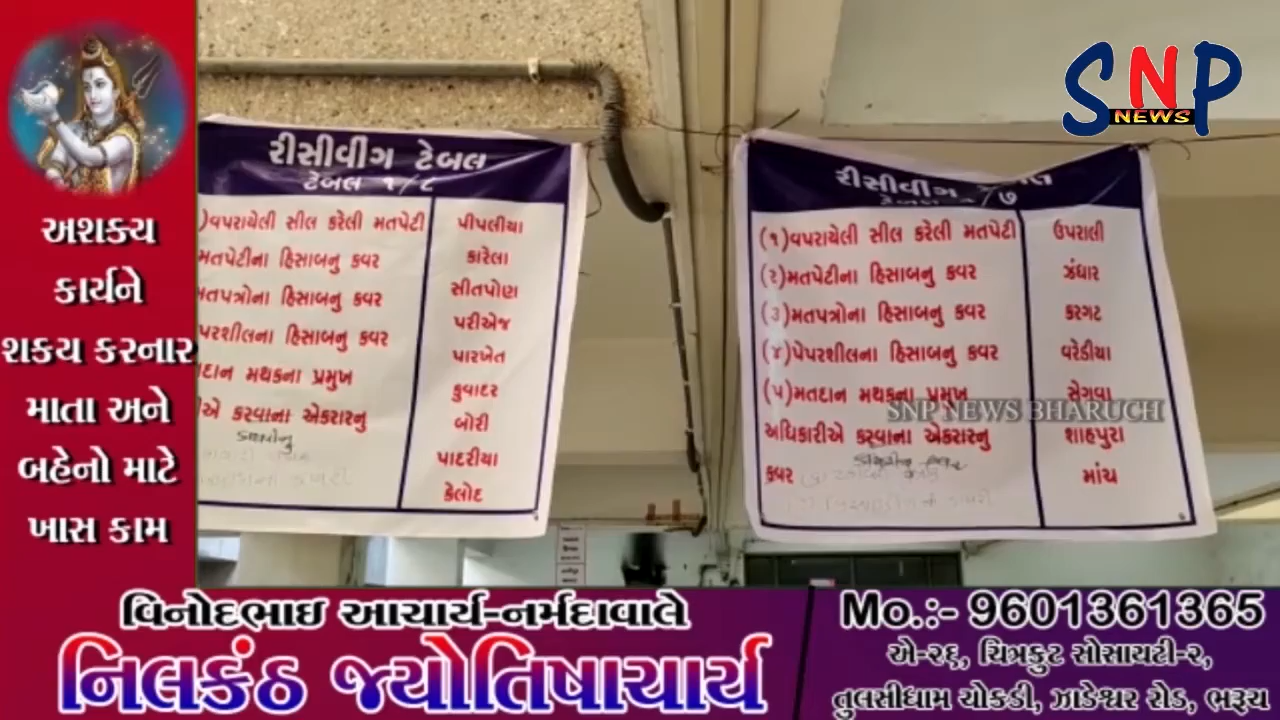 SNP
NEWS
અશક્ય
કાર્યને
શકય કરનાર
માતા અને
બહેનો માટે
ખાસ કામ
રીસીવીગ ટેબલ
ટેબલ ૧/૮
)વપરાયેલી સીલ કરેલી મતપેટી
મતપેટીના હિસાબનુ કવર
મતપત્રોના હિસાબનુ કવર
પરશીલના હિસાબનુ કવર
દાન મથકના પ્રમુખ
એ કરવાના એકરારનુ
પીપલીયા
કારેલા
સીતપોણ
પરીએજ
પારખેત
કુવાદર
બોરી
પાદરીયા
કેલોદ
રીસીવીગ
/૭
(૧)વપરાયેલી સીલ કરેલી મતપેટી
(૨)મતપેટીના હિસાબનુ કવર
(૩)મતપત્રોના હિસાબનુ કવર
(૪)પેપરશીલના હિસાબનુ કવર
(૫)મતદાન મથકના પ્રમુખ
અધિકારીએ કરવાના એકરારનુ
કવર
ઉપરાલી
ઝંઘાર
કરગટ
વરેડીયા
સેગવા
શાહપુરા
માંચ
SNP NEWS BHARUCH
વિનોદભાઇ આચાર્ય-નર્મદાવાલે
નિલકંઠ જ્યોતિષાચાર્ય
Mo.:- 9601361365
એ-૨૬, ચિત્રકુટ સોસાયટી-૨,
તુલસીધામ ચોકડી, ઝાડેશ્વર રોડ, ભરૂચ